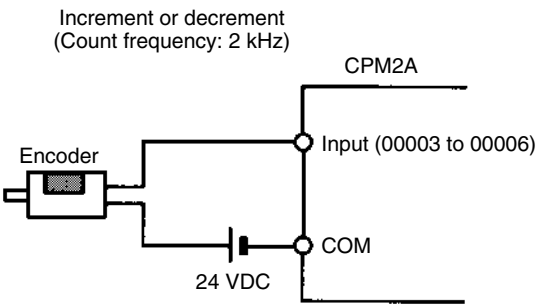 Increment or decrement
(Count frequency: 2 kHz)
CPM2A
Input (00003 to 00006)
Encoder
COM
24 VDC